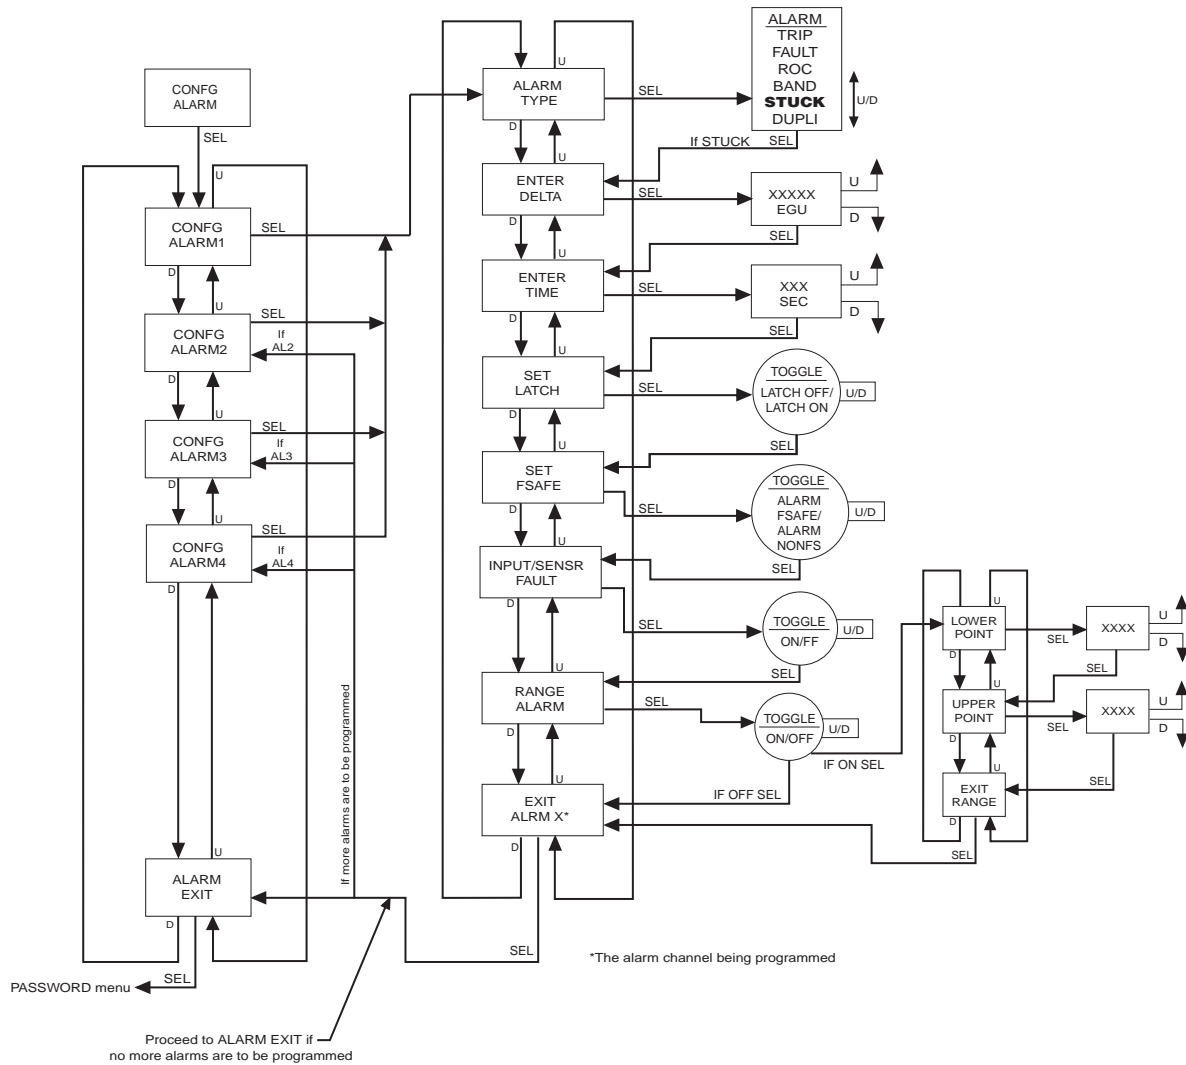 CONFG
ALARM
SEL
U
CONFG
ALARM1
SEL
D
U
CONFG
ALARM2
SEL
If
AL2
D
U
CONFG
ALARM3
SEL
If
AL3
D
U
CONFG
ALARM4
SEL
If
AL4
D
If more alarms are to be programmed
U
ALARM
EXIT
D
SEL
PASSWORD menu
Proceed to ALARM EXIT if
no more alarms are to be programmed
U
ALARM
TYPE
SEL
D
U
ALARM
TRIP
FAULT
ROC
BAND
STUCK
DUPLI
U/D
If STUCK
SEL
ENTER
DELTA
SEL
D
U
XXXXX
EGU
U
D
SEL
ENTER
TIME
SEL
D
U
XXX
SEC
U
D
SEL
SET
LATCH
SEL
D
U
TOGGLE
LATCH OFF/
LATCH ON
U/D
SEL
SET
FSAFE
SEL
D
U
TOGGLE
ALARM
FSAFE/
ALARM
NONFS
U/D
SEL
INPUT/SENSR
FAULT
SEL
D
U
TOGGLE
ON/FF
U/D
SEL
RANGE
ALARM
SEL
D
U
TOGGLE
ON/OFF
U/D
IF ON SEL
IF OFF SEL
EXIT
ALRM X*
D
SEL
*The alarm channel being programmed
U
LOWER
POINT
SEL
D
U
XXXX
U
D
SEL
UPPER
POINT
SEL
D
U
XXXX
U
D
SEL
EXIT
RANGE
D
SEL